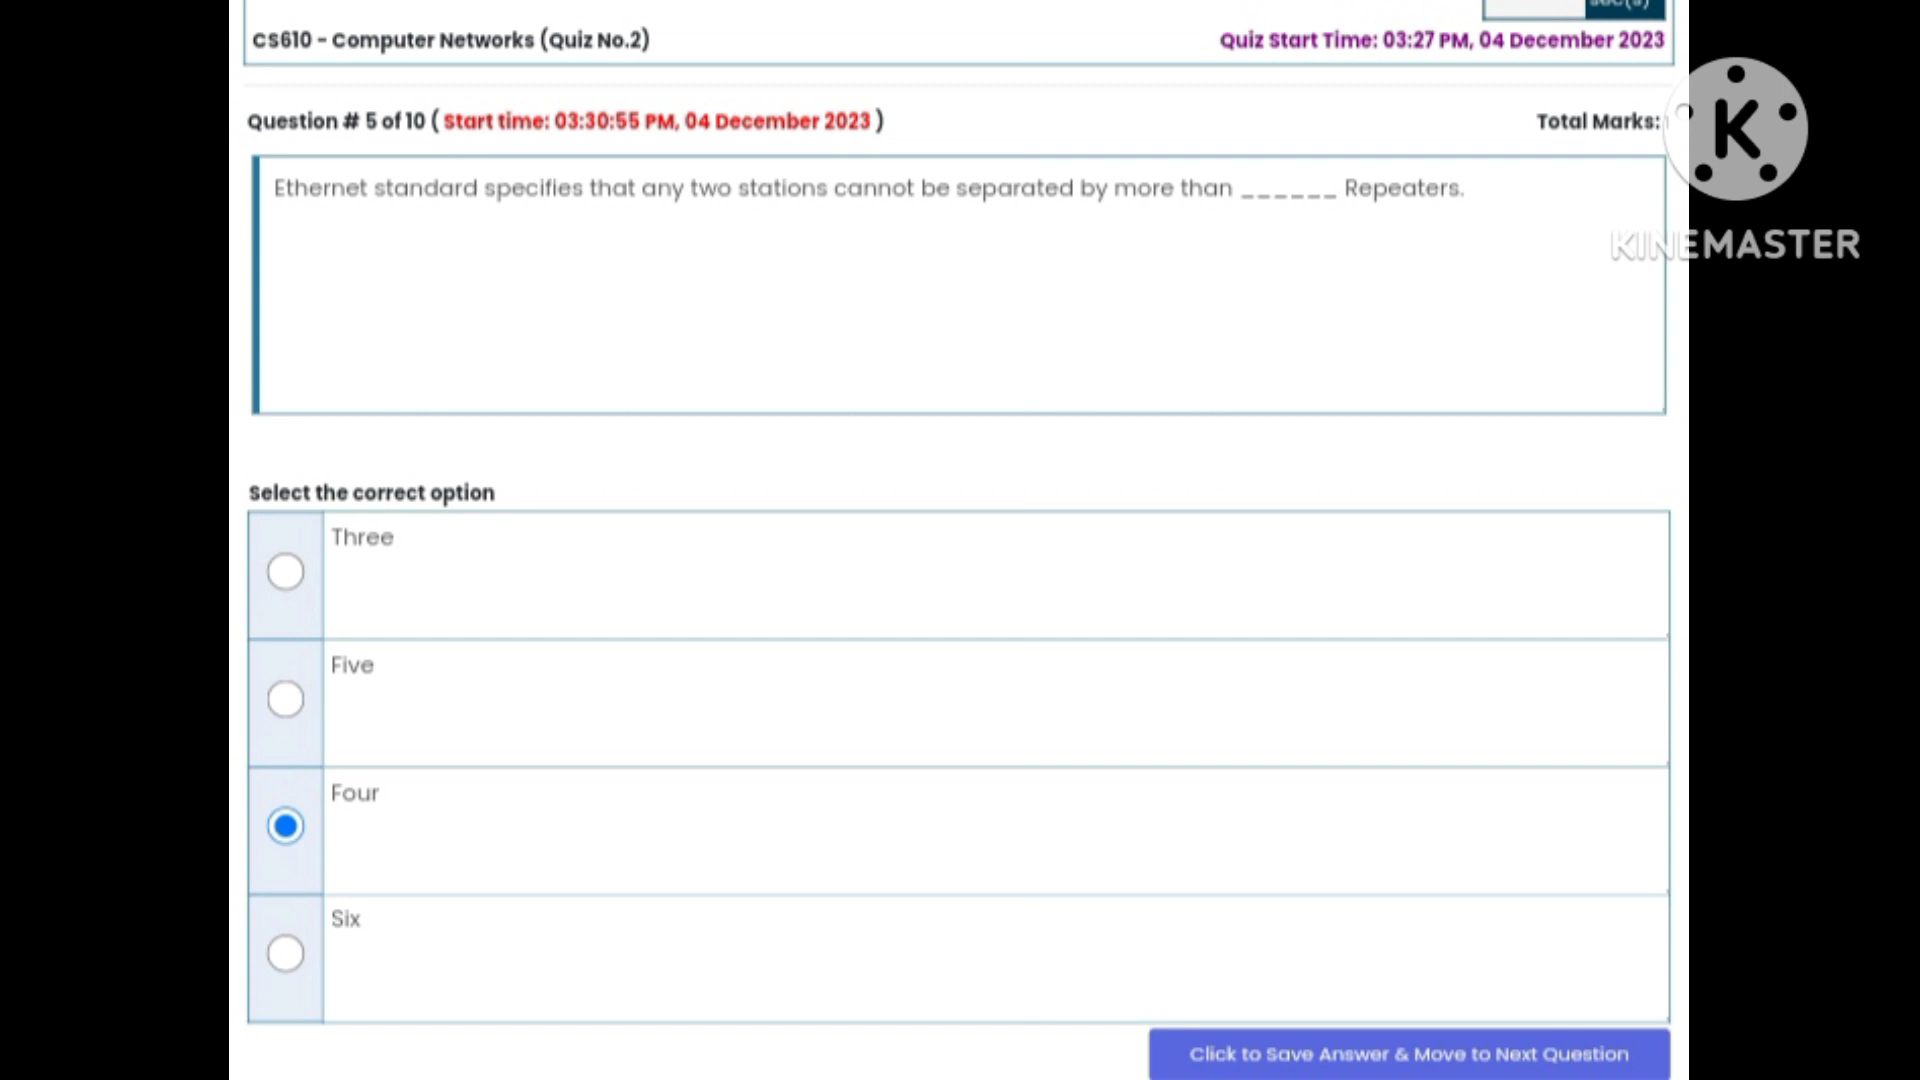 sec(s)
CS610 - Computer Networks (Quiz No.2)
Quiz Start Time: 03:27 PM, 04 December 2023
Question # 5 of 10 ( Start time: 03:30:55 PM, 04 December 2023 )
Total Marks:
K
KINEMASTER
Ethernet standard specifies that any two stations cannot be separated by more than ______ Repeaters.
Select the correct option
Three
Five
Four
Six
Click to Save Answer & Move to Next Question